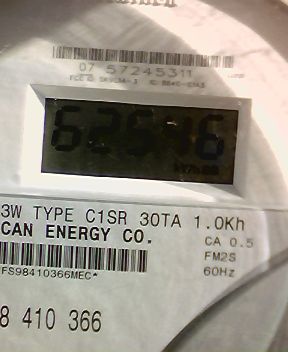 07 57245311
62546
3W TYPE C1SR 30TA 1.0Kh
CAN ENERGY CO.
CA 0.5
FM2S
60Hz
FS98410366MEC*
8 410 366